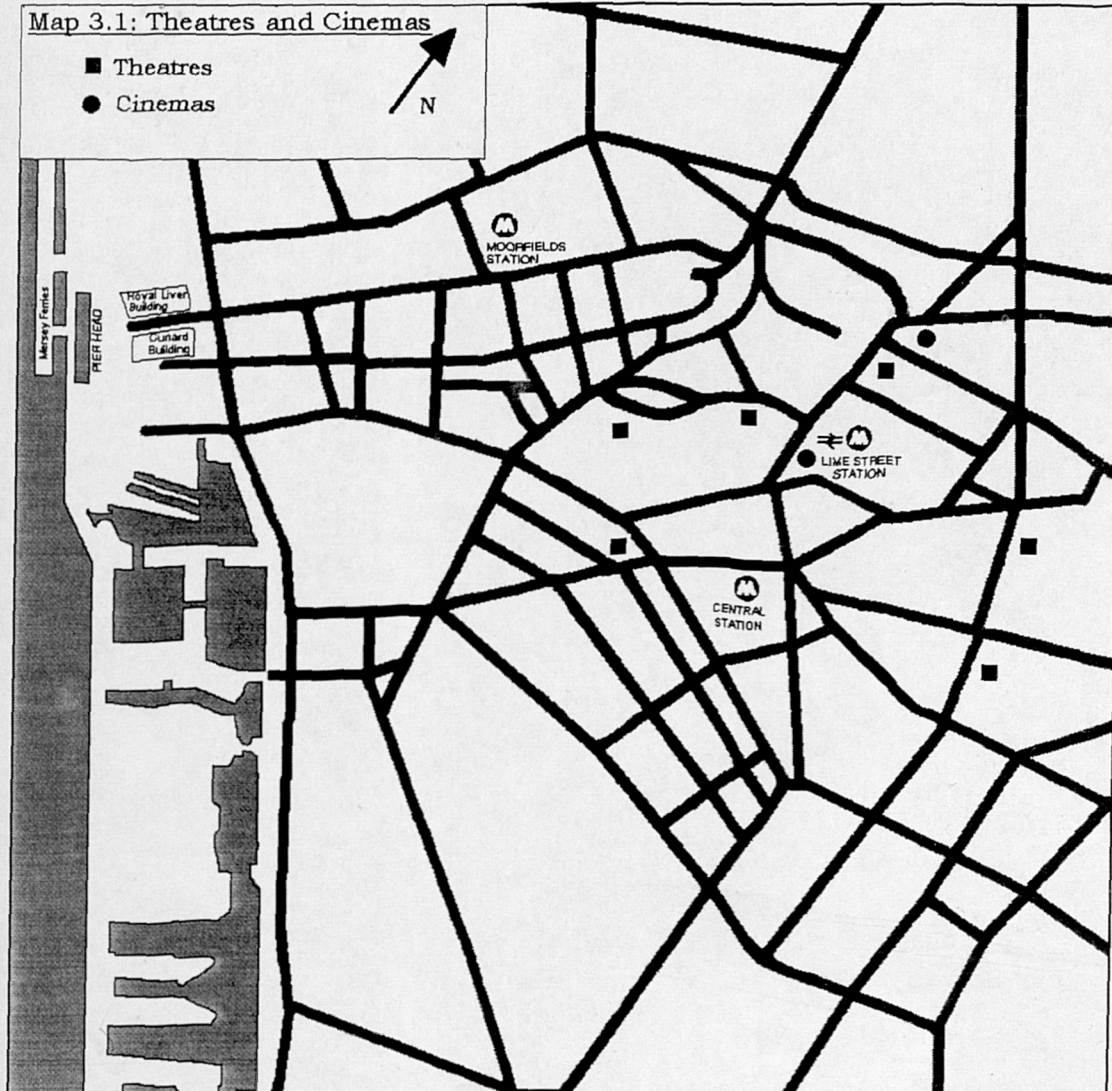 Map 3.1: Theatres and Cinemas
Theatres
Cinemas
N
M
MOORFIELDS
STATION
Mersey Ferries
PIER HEAD
Royal Liver
Building
Cunard
Building
M
LIME STREET
STATION
M
CENTRAL
STATION